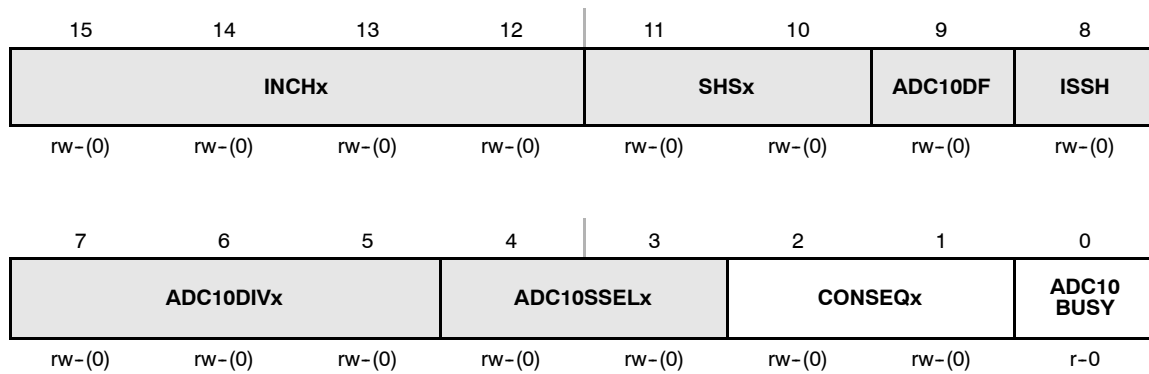 15 14 13 12 11 10 9 8
INCHx SHSx ADC10DF ISSH
rw-(0) rw-(0) rw-(0) rw-(0) rw-(0) rw-(0) rw-(0) rw-(0)
7 6 5 4 3 2 1 0
ADC10DIVx ADC10SSELx CONSEQx ADC10
BUSY
rw-(0) rw-(0) rw-(0) rw-(0) rw-(0) rw-(0) rw-(0) r-0